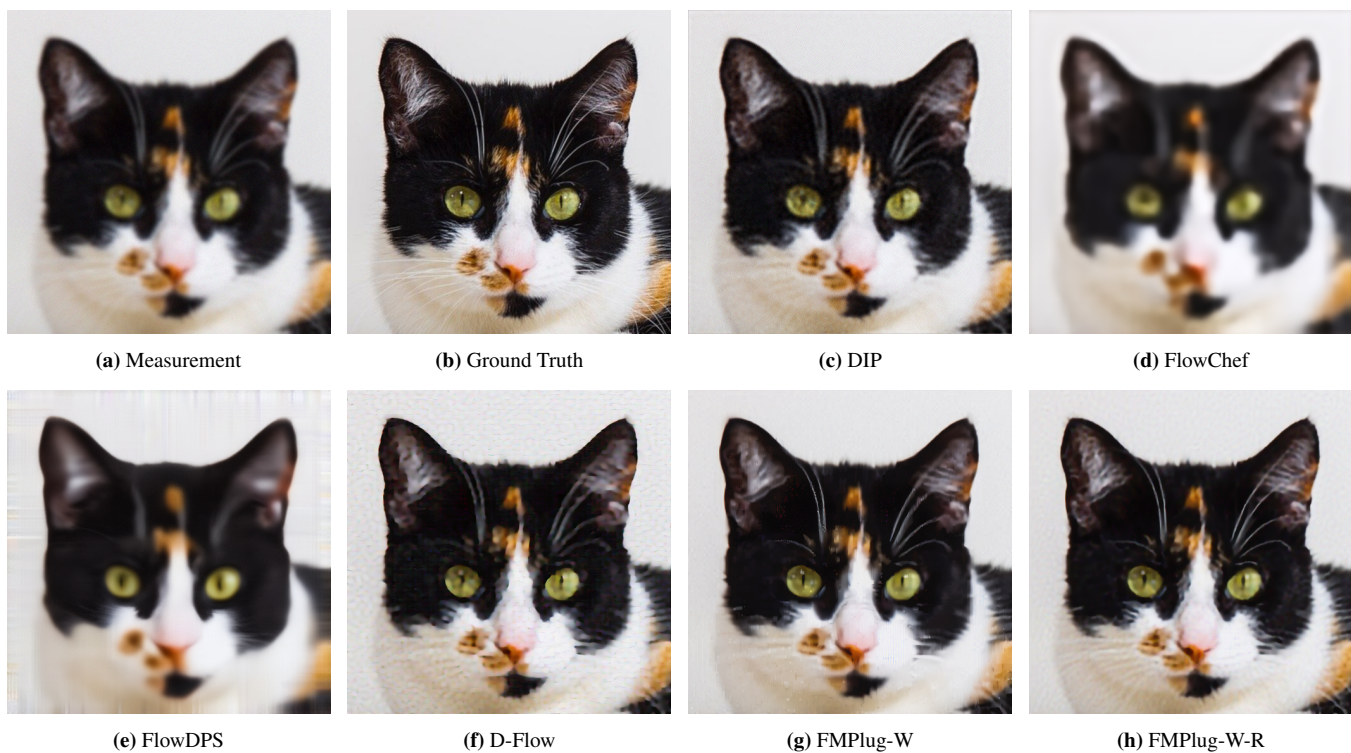 (a) Measurement
(b) Ground Truth
(c) DIP
(d) FlowChef
(e) FlowDPS
(f) D-Flow
(g) FMPlug-W
(h) FMPlug-W-R